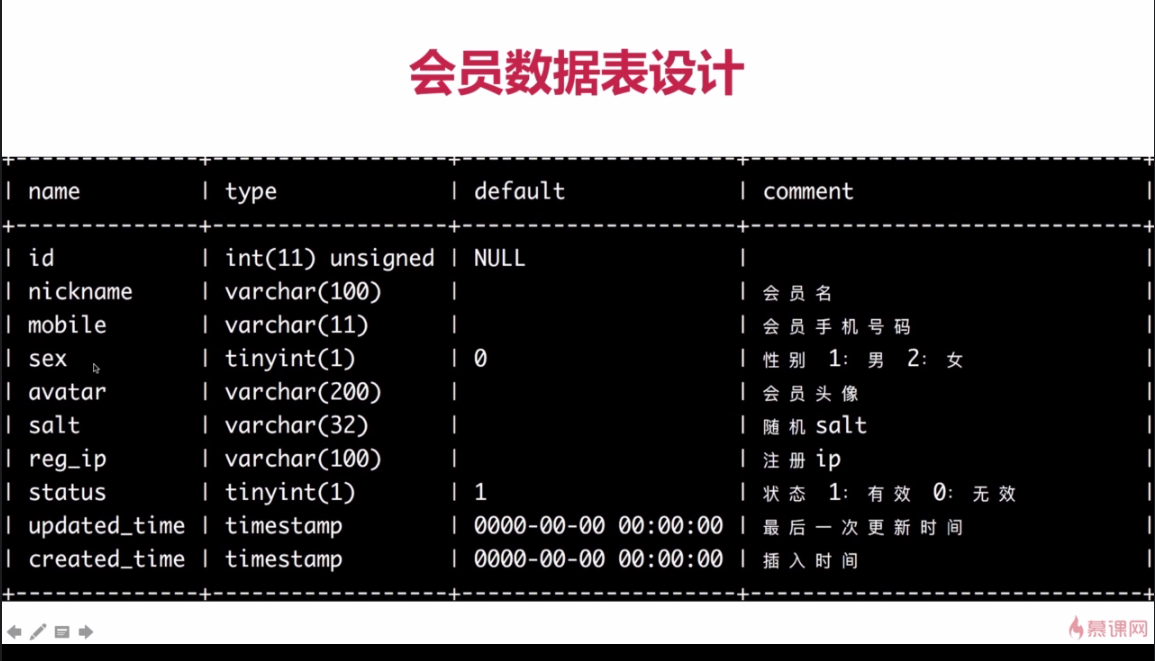 会员数据表设计
+--------------+-------------------+----------------------+-------------------------------+
| name | type | default | comment |
+--------------+-------------------+----------------------+-------------------------------+
| id | int(11) unsigned | NULL | |
| nickname | varchar(100) | | 会员名 |
| mobile | varchar(11) | | 会员手机号码 |
| sex | tinyint(1) | 0 | 性别 1: 男 2: 女 |
| avatar | varchar(200) | | 会员头像 |
| salt | varchar(32) | | 随机salt |
| reg_ip | varchar(100) | | 注册ip |
| status | tinyint(1) | 1 | 状态 1: 有效 0: 无效 |
| updated_time | timestamp | 0000-00-00 00:00:00 | 最后一次更新时间 |
| created_time | timestamp | 0000-00-00 00:00:00 | 插入时间 |
+--------------+-------------------+----------------------+-------------------------------+
慕课网